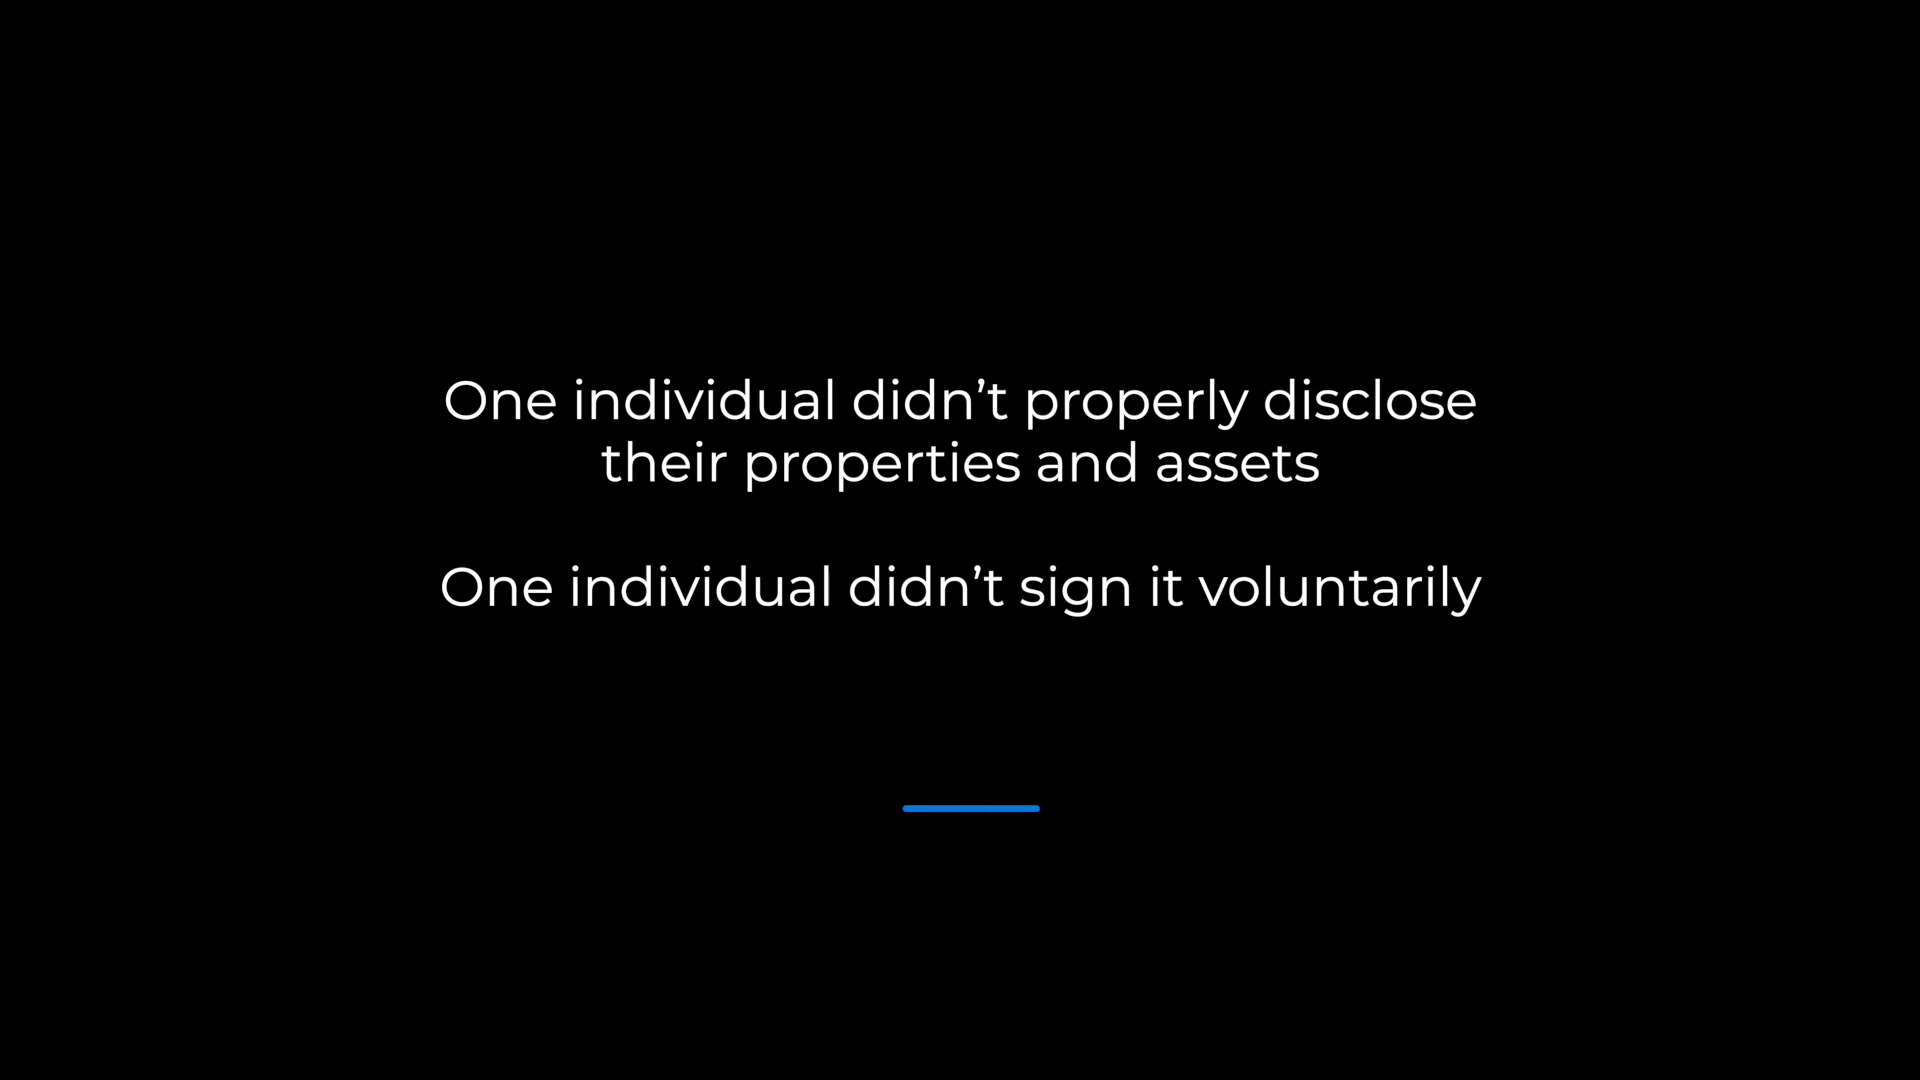 One individual didn’t properly disclose
their properties and assets
One individual didn’t sign it voluntarily